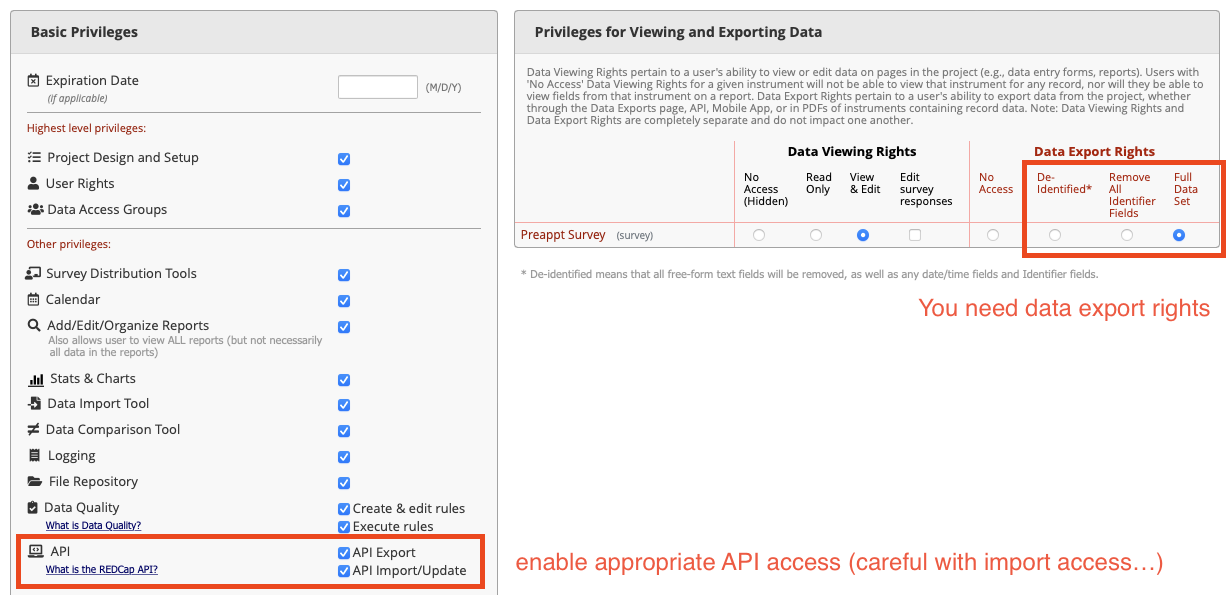 Basic Privileges
Expiration Date
(if applicable)
(M/D/Y)
Highest level privileges:
Project Design and Setup
User Rights
Data Access Groups
Other privileges:
Survey Distribution Tools
Calendar
Add/Edit/Organize Reports
Also allows user to view ALL reports (but not necessarily
all data in the reports)
Stats & Charts
Data Import Tool
Data Comparison Tool
Logging
File Repository
Data Quality
What is Data Quality?
Create & edit rules
Execute rules
API
What is the REDCap API?
API Export
API Import/Update
Privileges for Viewing and Exporting Data
Data Viewing Rights pertain to a user's ability to view or edit data on pages in the project (e.g., data entry forms, reports). Users with
'No Access' Data Viewing Rights for a given instrument will not be able to view that instrument for any record, nor will they be able to
view fields from that instrument on a report. Data Export Rights pertain to a user's ability to export data from the project, whether
through the Data Exports page, API, Mobile App, or in PDFs of instruments containing record data. Note: Data Viewing Rights and
Data Export Rights are completely separate and do not impact one another.
Data Viewing Rights
No
Access
(Hidden)
Read
Only
View
& Edit
Edit
survey
responses
Data Export Rights
No
Access
De-
Identified*
Remove
All
Identifier
Fields
Full
Data
Set
Preappt Survey (survey)
* De-identified means that all free-form text fields will be removed, as well as any date/time fields and Identifier fields.
You need data export rights
enable appropriate API access (careful with import access…)